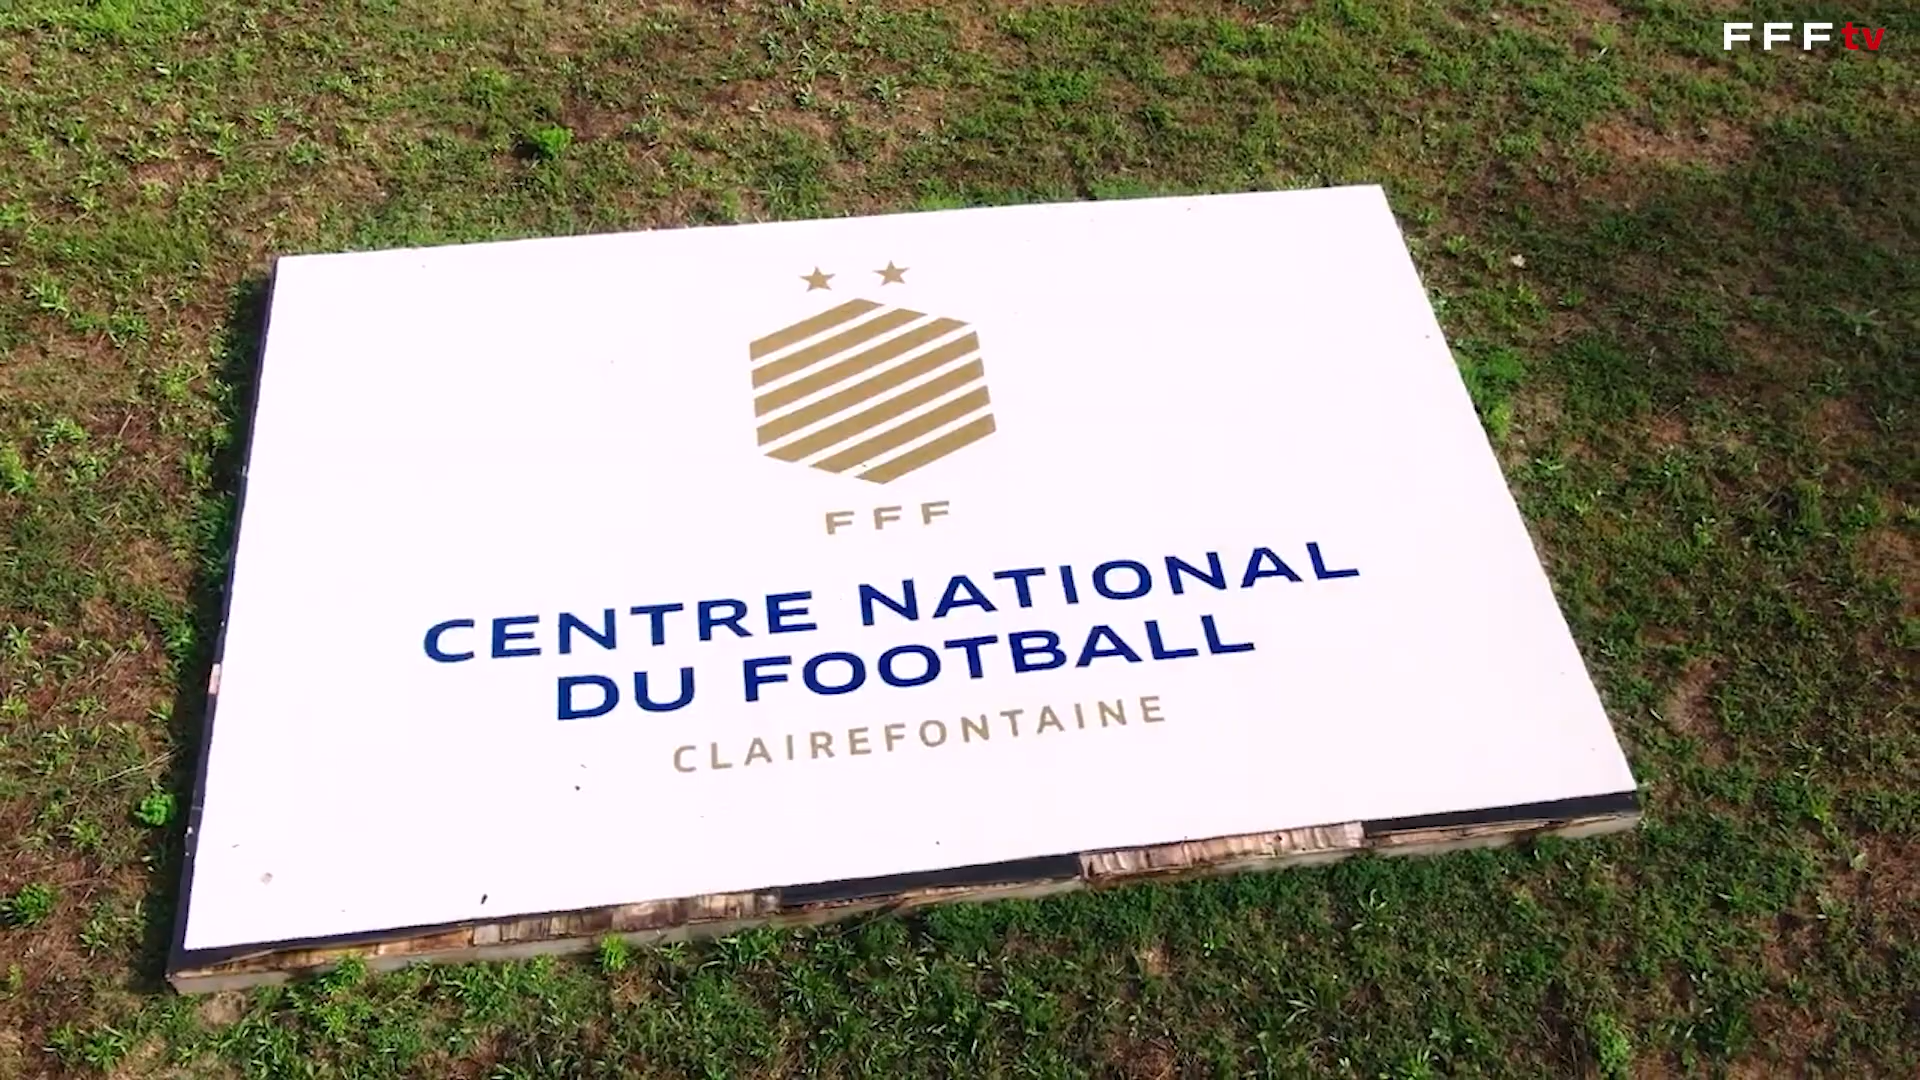 FFFtv
FFF
CENTRE NATIONAL
DU FOOTBALL
CLAIREFONTAINE